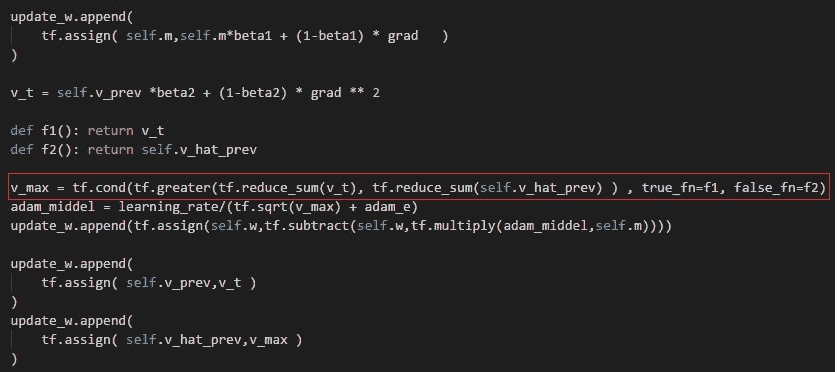 update_w.append(
    tf.assign( self.m,self.m*beta1 + (1-beta1) * grad   )
)
v_t = self.v_prev *beta2 + (1-beta2) * grad ** 2
def f1(): return v_t
def f2(): return self.v_hat_prev
v_max = tf.cond(tf.greater(tf.reduce_sum(v_t), tf.reduce_sum(self.v_hat_prev) ) , true_fn=f1, false_fn=f2)
adam_middel = learning_rate/(tf.sqrt(v_max) + adam_e)
update_w.append(tf.assign(self.w,tf.subtract(self.w,tf.multiply(adam_middel,self.m))))
update_w.append(
    tf.assign( self.v_prev,v_t )
)
update_w.append(
    tf.assign( self.v_hat_prev,v_max )
)